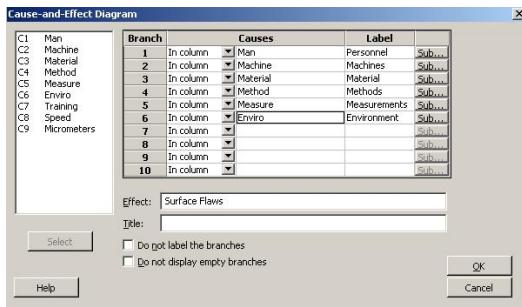 Cause-and-Effect Diagram
C1 Man
C2 Machine
C3 Material
C4 Method
C5 Measure
C6 Enviro
C7 Training
C8 Speed
C9 Micrometers
Branch Causes Label
1 In column Man Personnel Sub...
2 In column Machine Machines Sub...
3 In column Material Material Sub...
4 In column Method Methods Sub...
5 In column Measure Measurements Sub...
6 In column Enviro Environment Sub...
7 In column Sub...
8 In column Sub...
9 In column Sub...
10 In column Sub...
Effect: Surface Flaws
Title:
Select
Do not label the branches
Do not display empty branches
OK
Help
Cancel